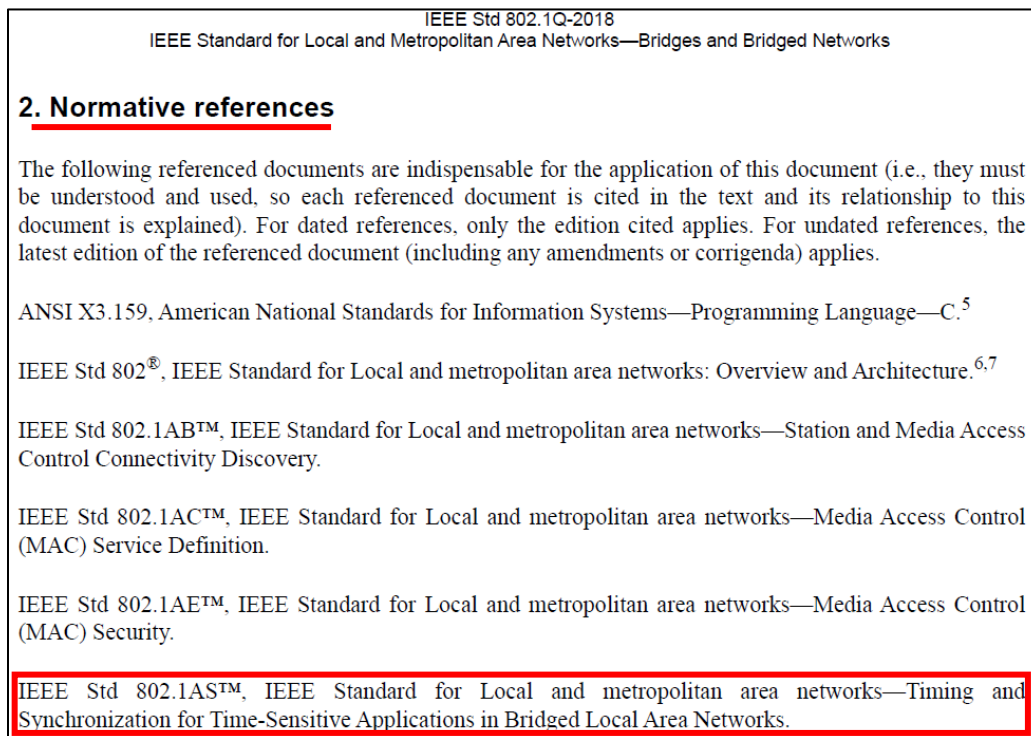 IEEE Std 802.1Q-2018
IEEE Standard for Local and Metropolitan Area Networks—Bridges and Bridged Networks
2. Normative references
The following referenced documents are indispensable for the application of this document (i.e., they must
be understood and used, so each referenced document is cited in the text and its relationship to this
document is explained). For dated references, only the edition cited applies. For undated references, the
latest edition of the referenced document (including any amendments or corrigenda) applies.
ANSI X3.159, American National Standards for Information Systems—Programming Language—C.5
IEEE Std 802®, IEEE Standard for Local and metropolitan area networks: Overview and Architecture.6,7
IEEE Std 802.1AB™, IEEE Standard for Local and metropolitan area networks—Station and Media Access
Control Connectivity Discovery.
IEEE Std 802.1AC™, IEEE Standard for Local and metropolitan area networks—Media Access Control
(MAC) Service Definition.
IEEE Std 802.1AE™, IEEE Standard for Local and metropolitan area networks—Media Access Control
(MAC) Security.
IEEE Std 802.1AS™, IEEE Standard for Local and metropolitan area networks—Timing and
Synchronization for Time-Sensitive Applications in Bridged Local Area Networks.